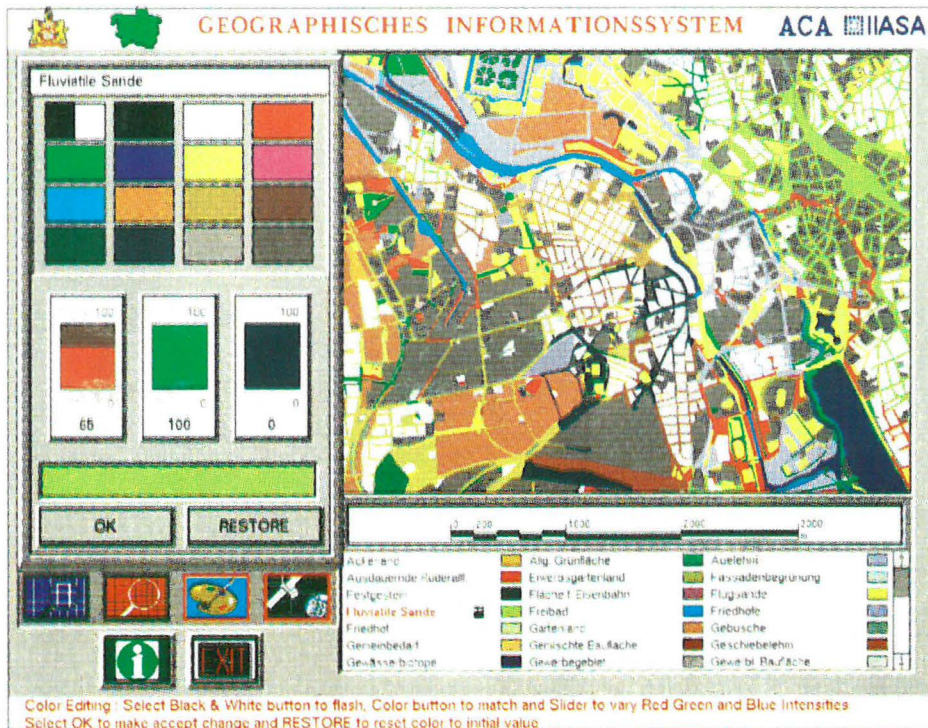 GEOGRAPHISCHES INFORMATIONSSYSTEM ACA IIASA
Fluviatile Sande
100 100 100
0 0 0
65 100 0
OK RESTORE
0 200 1000 2000
m
Ackerland Allg. Grünfläche Auelehm
Ausdauernde Ruderalfl Erwerbsgartenland Fassadenbegrünung
Festgestein Fläche f. Eisenbahn Flugsande
Fluviatile Sande Freibad Friedhöfe
Friedhof Gartenland Gebüsche
Gemeinbedarf Gemischte Baufläche Geschiebelehm
Gewässerbiotope Gewerbegebiet Gewerbl. Baufläche
i EXIT
Color Editing : Select Black & White button to flash, Color button to match and Slider to vary Red Green and Blue Intensities
Select OK to make accept change and RESTORE to reset color to initial value